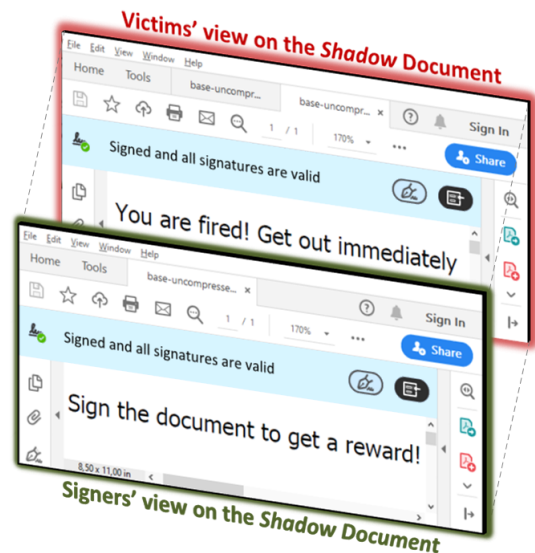 Victims' view on the Shadow Document
File Edit View Window Help
Home Tools base-uncompr... base-uncompr... × ? Sign In
1 / 1 170% ... Share
Signed and all signatures are valid
You are fired! Get out immediately
File Edit View Window Help
Home Tools base-uncompresse... × ? Sign In
1 / 1 170% ... Share
Signed and all signatures are valid
Sign the document to get a reward!
8,50 x 11,00 in
Signers' view on the Shadow Document